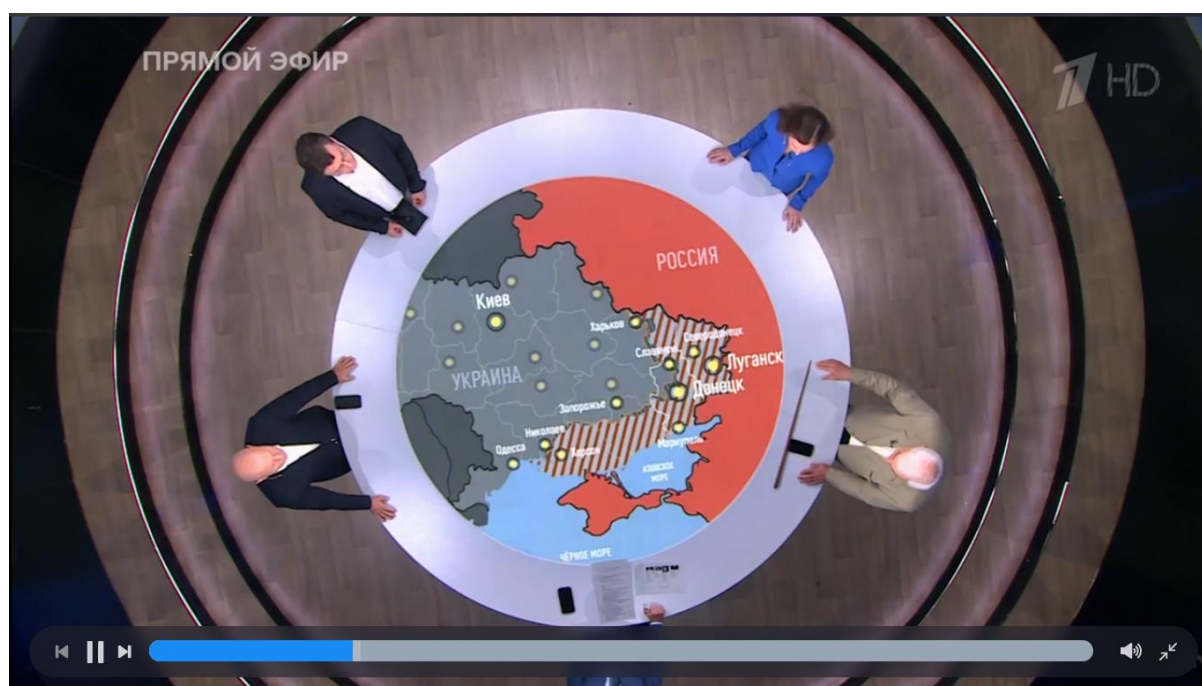 ПРЯМОЙ ЭФИР
1 HD
РОССИЯ
Киев
Харьков
Северодонецк
Славянск
Луганск
УКРАИНА
Донецк
Запорожье
Николаев
Мариуполь
Одесса
Херсон
АЗОВСКОЕ
МОРЕ
ЧЁРНОЕ МОРЕ